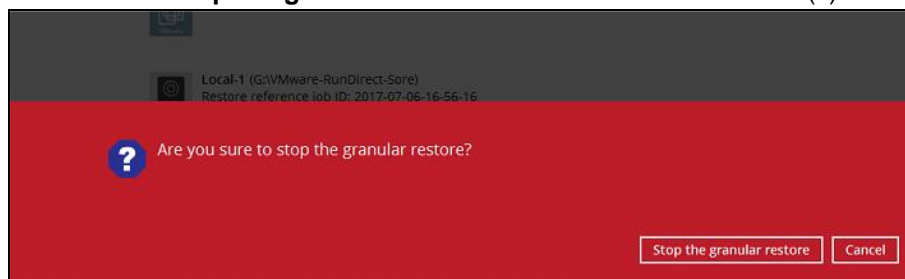 Local-1 (G:\VMware-RunDirect-Sore)
Restore reference job ID: 2017-07-06-16-56-16
Are you sure to stop the granular restore?
Stop the granular restore
Cancel